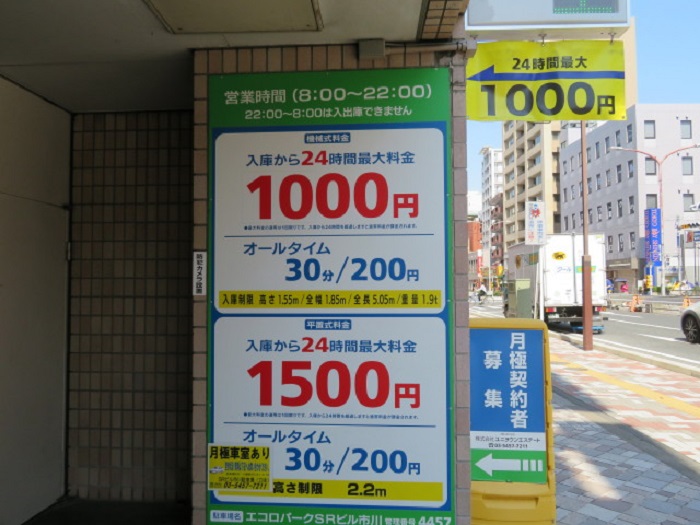 営業時間 (8:00〜22:00)
22:00〜8:00は入出庫できません
機械式料金
入庫から24時間最大料金
1000円
オールタイム
30分/200円
入庫制限 高さ1.55m/全幅1.85m/全長5.05m/重量1.9t
平置式料金
入庫から24時間最大料金
1500円
オールタイム
30分/200円
高さ制限 2.2m
月極車室あり
駐車場名 エコロパークSRビル市川 管理番号 4457
防犯カメラ設置
24時間最大
1000円
月極契約者
募集